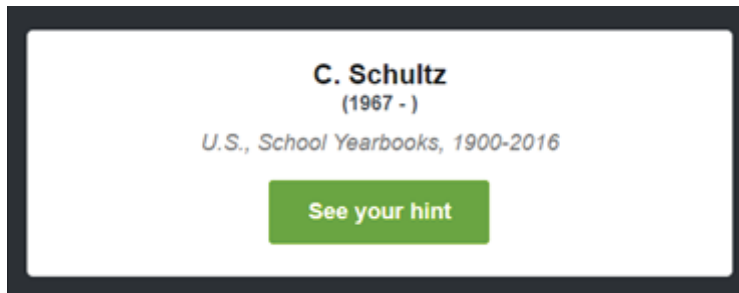 C. Schultz
(1967 - )
U.S., School Yearbooks, 1900-2016
See your hint